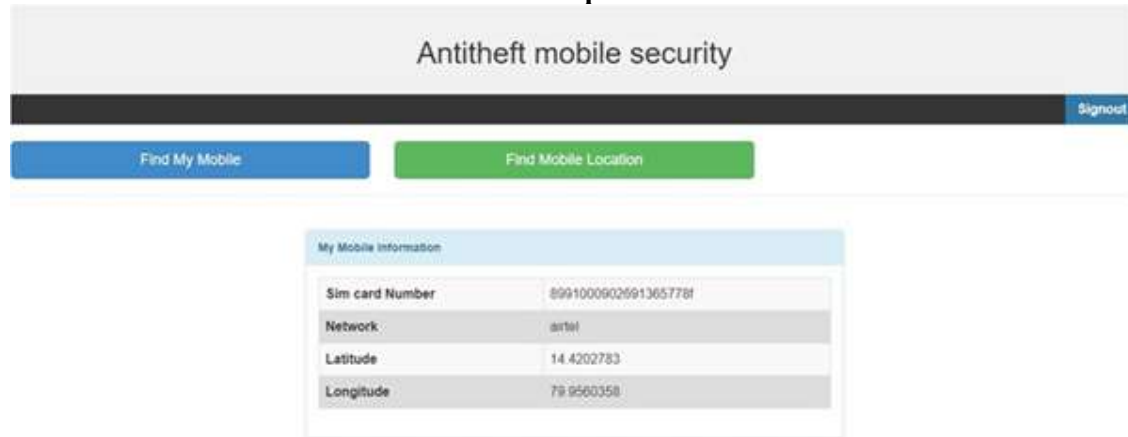 Antitheft mobile security
Signout
Find My Mobile Find Mobile Location
My Mobile Information
Sim card Number 8991000902691365778f
Network airtel
Latitude 14.4202783
Longitude 79.9560358